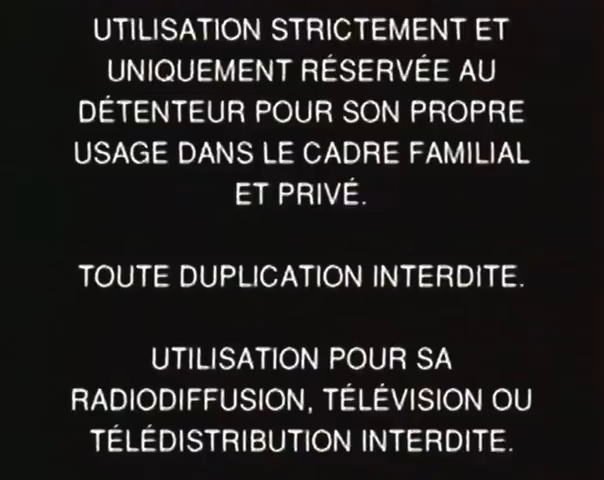 UTILISATION STRICTEMENT ET
UNIQUEMENT RÉSERVÉE AU
DÉTENTEUR POUR SON PROPRE
USAGE DANS LE CADRE FAMILIAL
ET PRIVÉ.
TOUTE DUPLICATION INTERDITE.
UTILISATION POUR SA
RADIODIFFUSION, TÉLÉVISION OU
TÉLÉDISTRIBUTION INTERDITE.